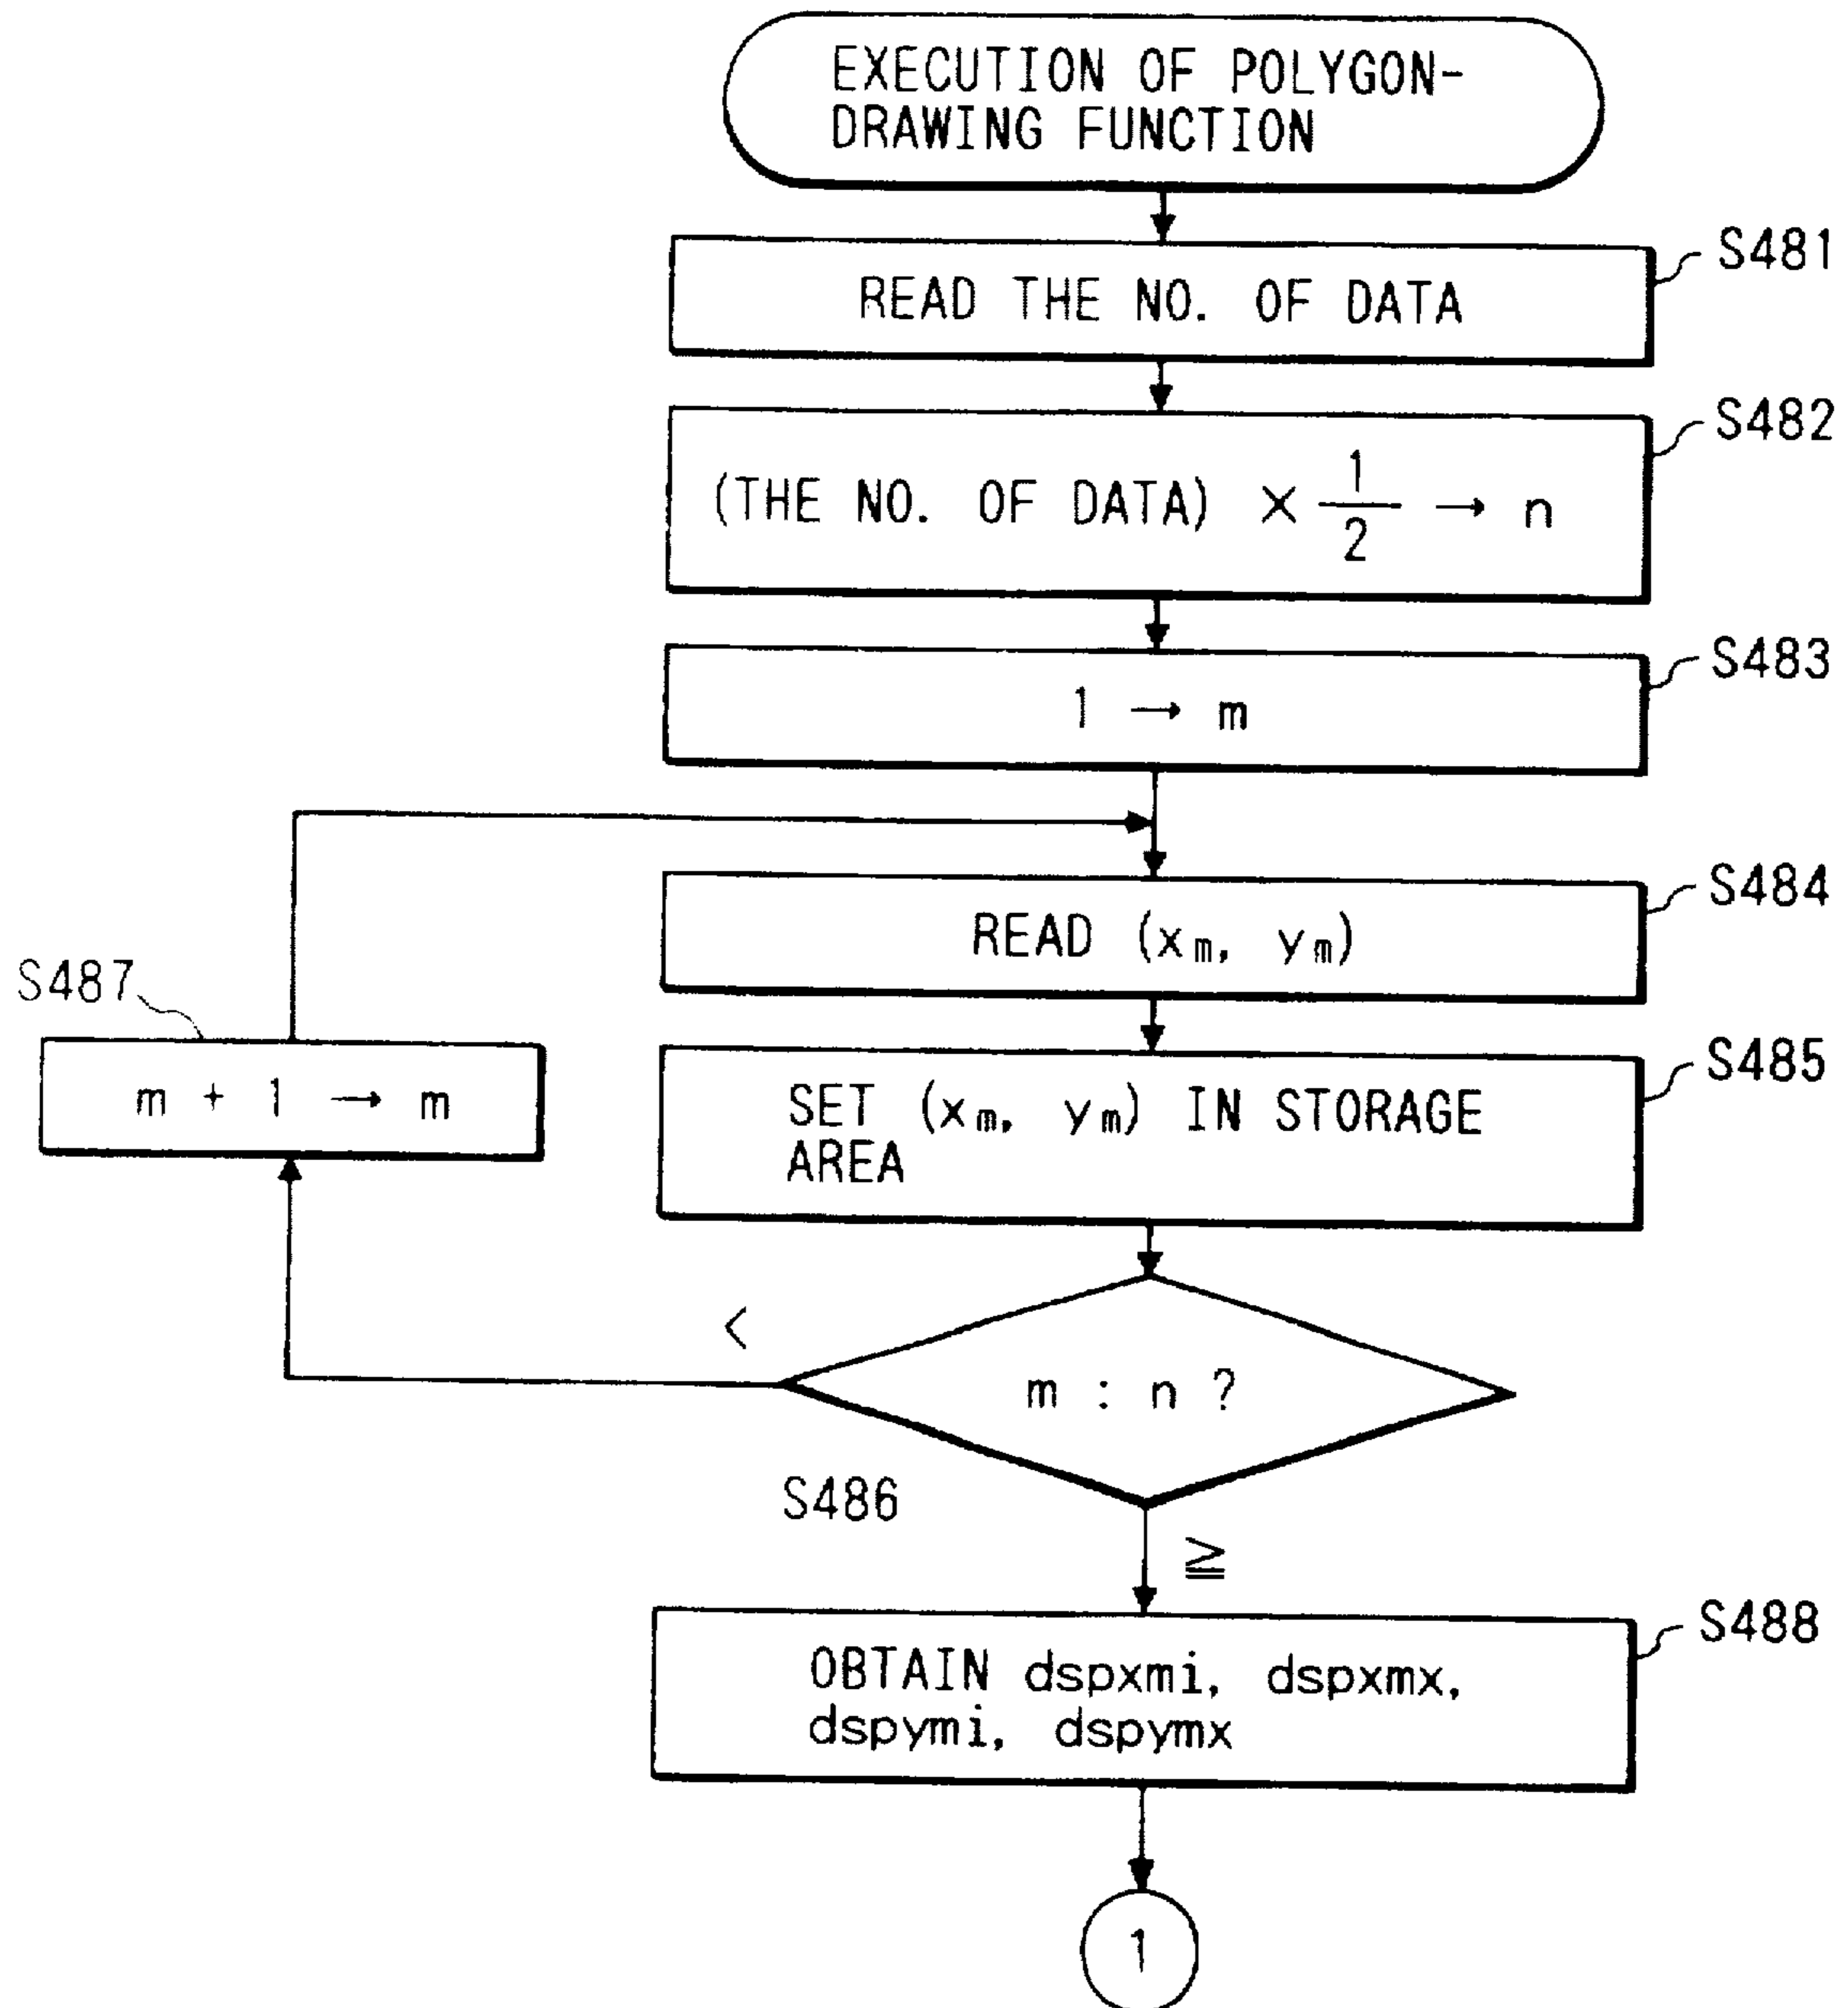 EXECUTION OF POLYGON-
DRAWING FUNCTION
S481
READ THE NO. OF DATA
S482
(THE NO. OF DATA) × 1/2 → n
S483
1 → m
S484
READ (xm, ym)
S487
m + 1 → m
S485
SET (xm, ym) IN STORAGE
AREA
<
m : n ?
S486
≧
S488
OBTAIN dspxmi, dspxmx,
dspymi, dspymx
1